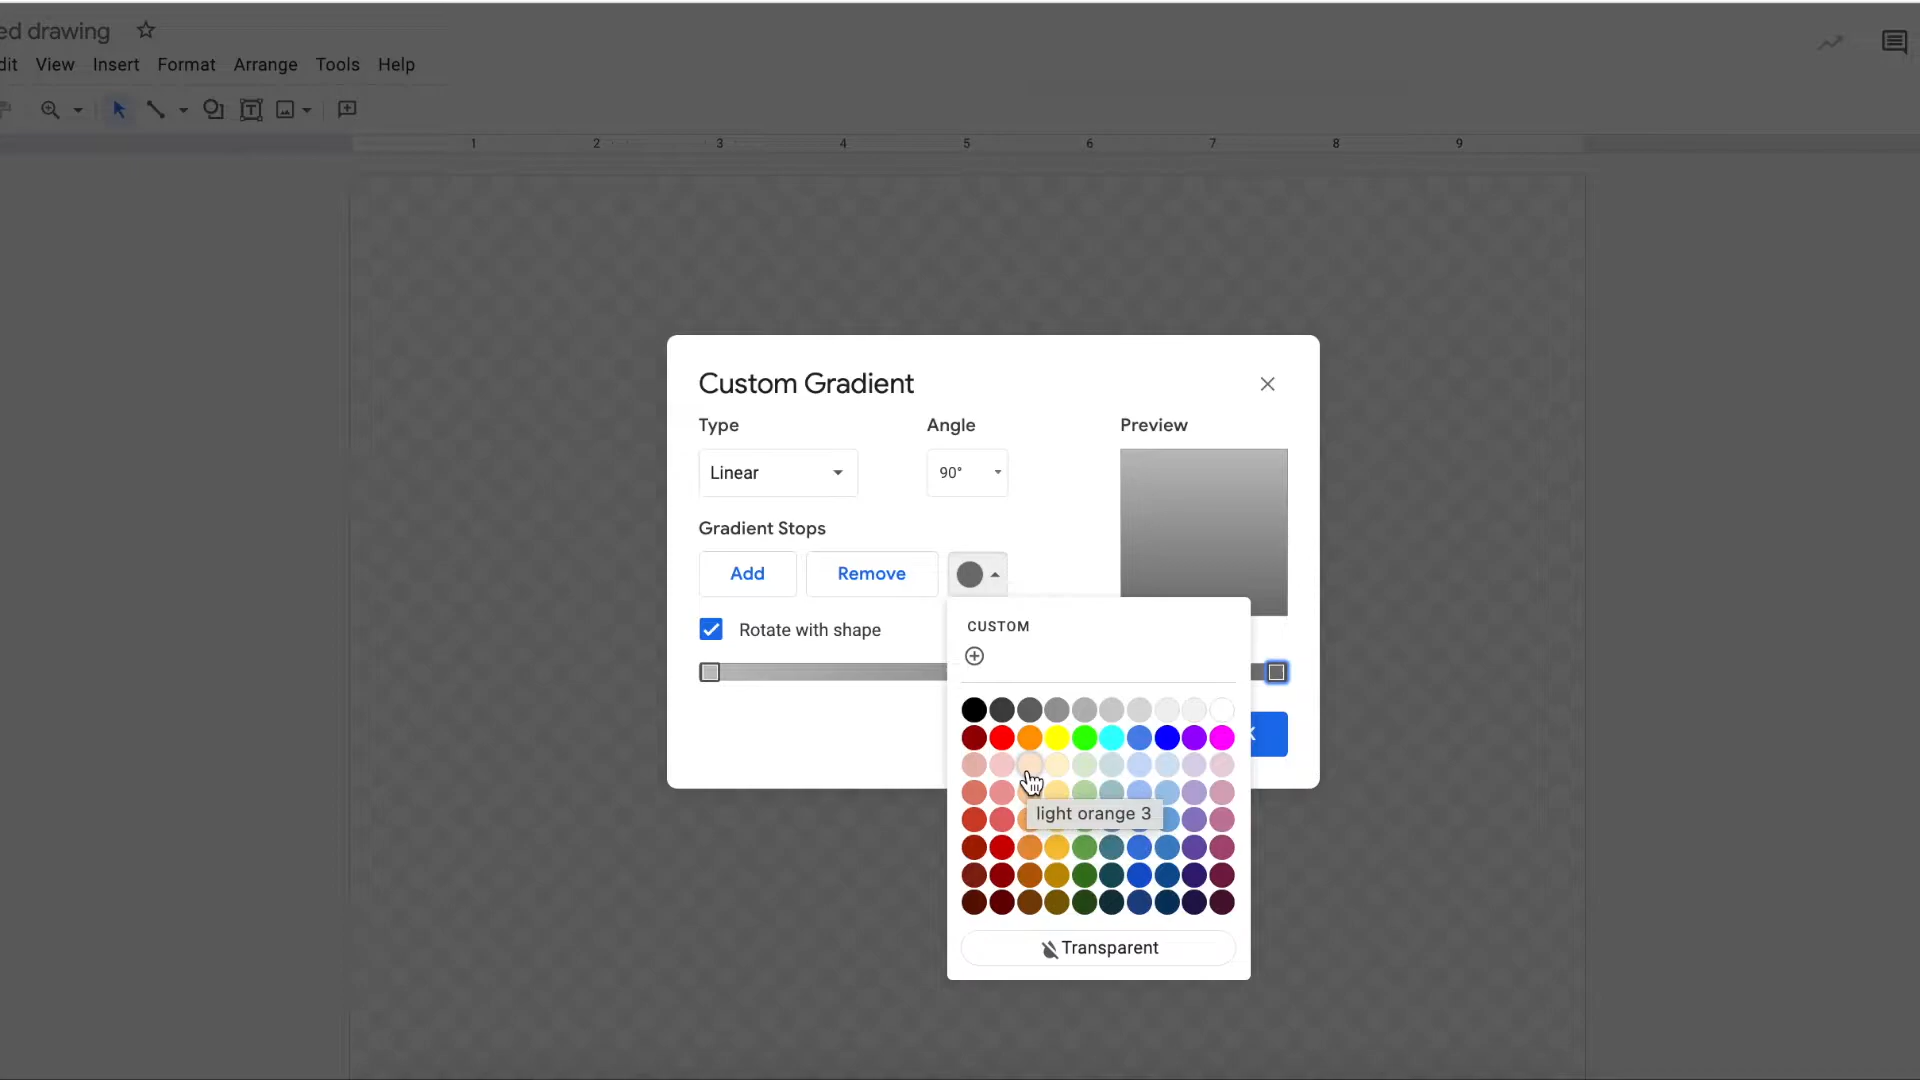 ed drawing
dit View Insert Format Arrange Tools Help
1 2 3 4 5 6 7 8 9
Custom Gradient
Type Angle Preview
Linear 90°
Gradient Stops
Add Remove
Rotate with shape
CUSTOM
K
light orange 3
Transparent